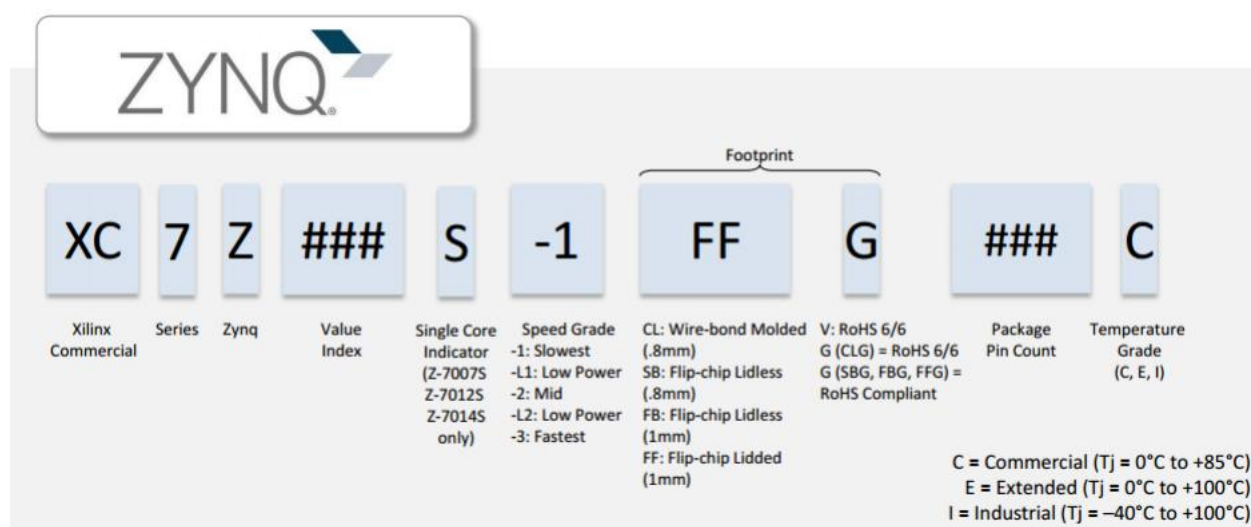 ZYNQ®
Footprint
XC 7 Z ### S -1 FF G ### C
Xilinx
Commercial
Series
Zynq
Value
Index
Single Core
Indicator
(Z-7007S
Z-7012S
Z-7014S
only)
Speed Grade
-1: Slowest
-L1: Low Power
-2: Mid
-L2: Low Power
-3: Fastest
CL: Wire-bond Molded
(.8mm)
SB: Flip-chip Lidless
(.8mm)
FB: Flip-chip Lidless
(1mm)
FF: Flip-chip Lidded
(1mm)
V: RoHS 6/6
G (CLG) = RoHS 6/6
G (SBG, FBG, FFG) =
RoHS Compliant
Package
Pin Count
Temperature
Grade
(C, E, I)
C = Commercial (Tj = 0°C to +85°C)
E = Extended (Tj = 0°C to +100°C)
I = Industrial (Tj = –40°C to +100°C)